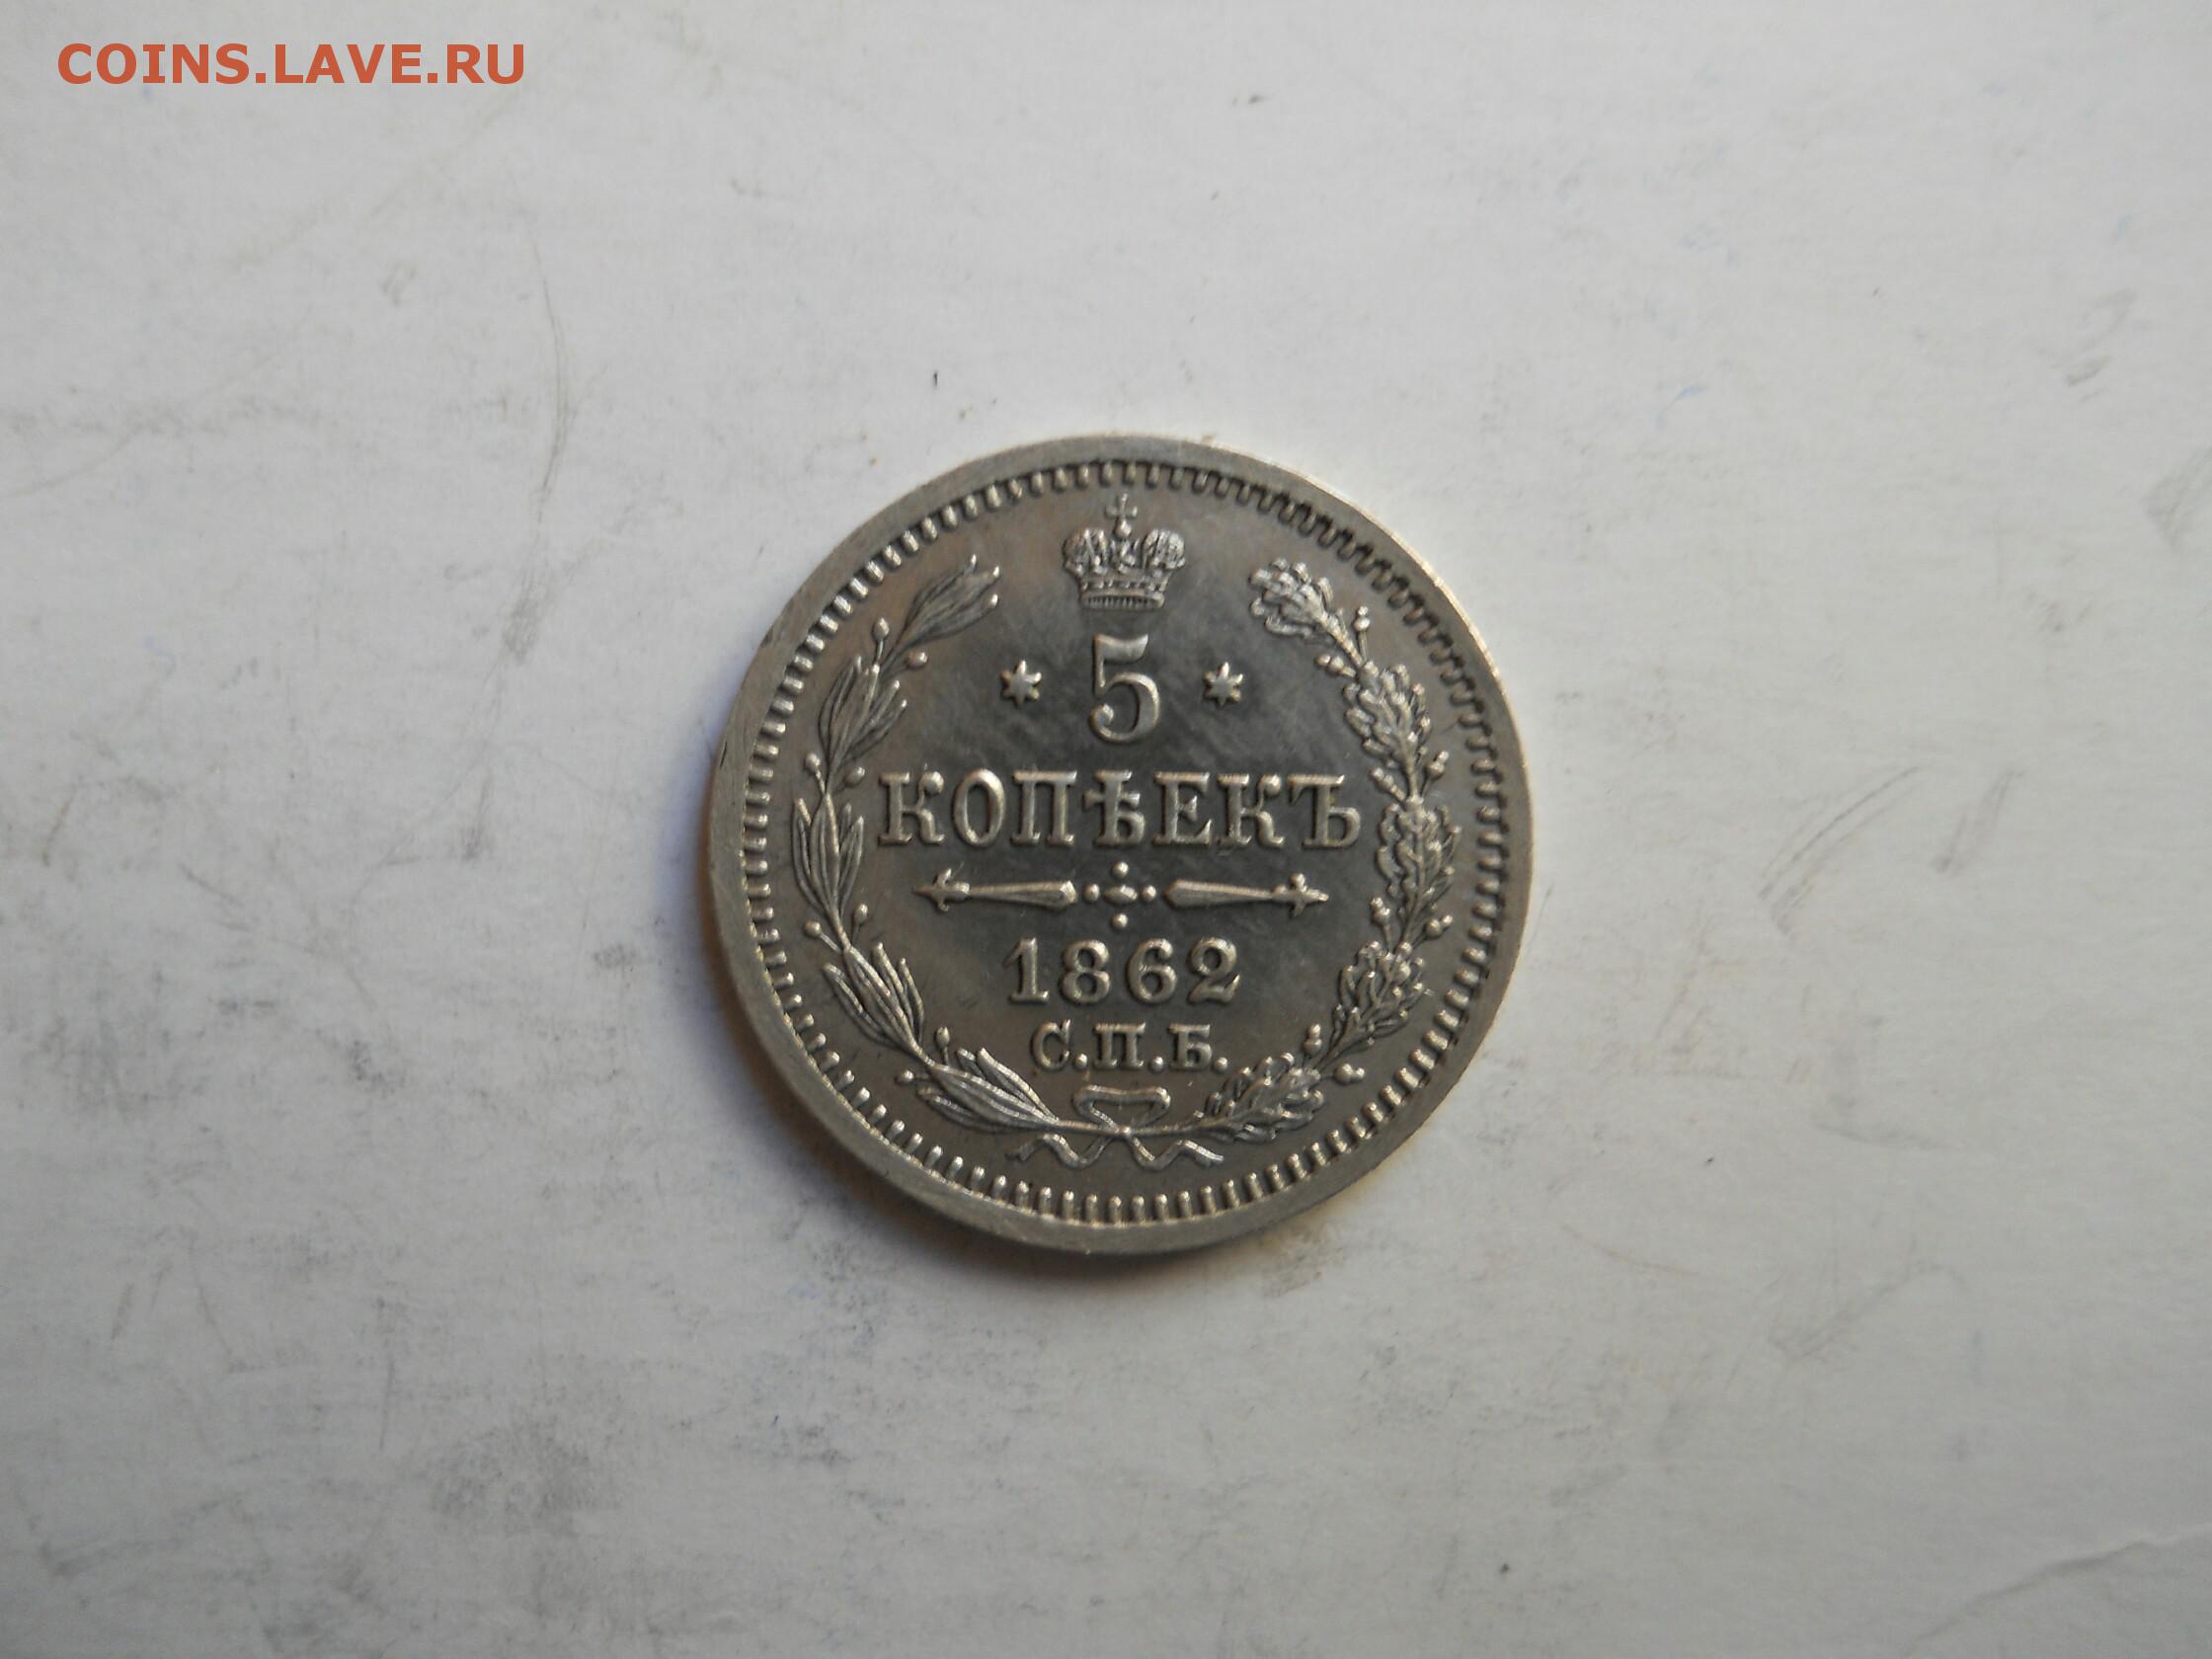 COINS.LAVE.RU
* 5 *
КОПѢЕКЪ
1862
С.П.Б.